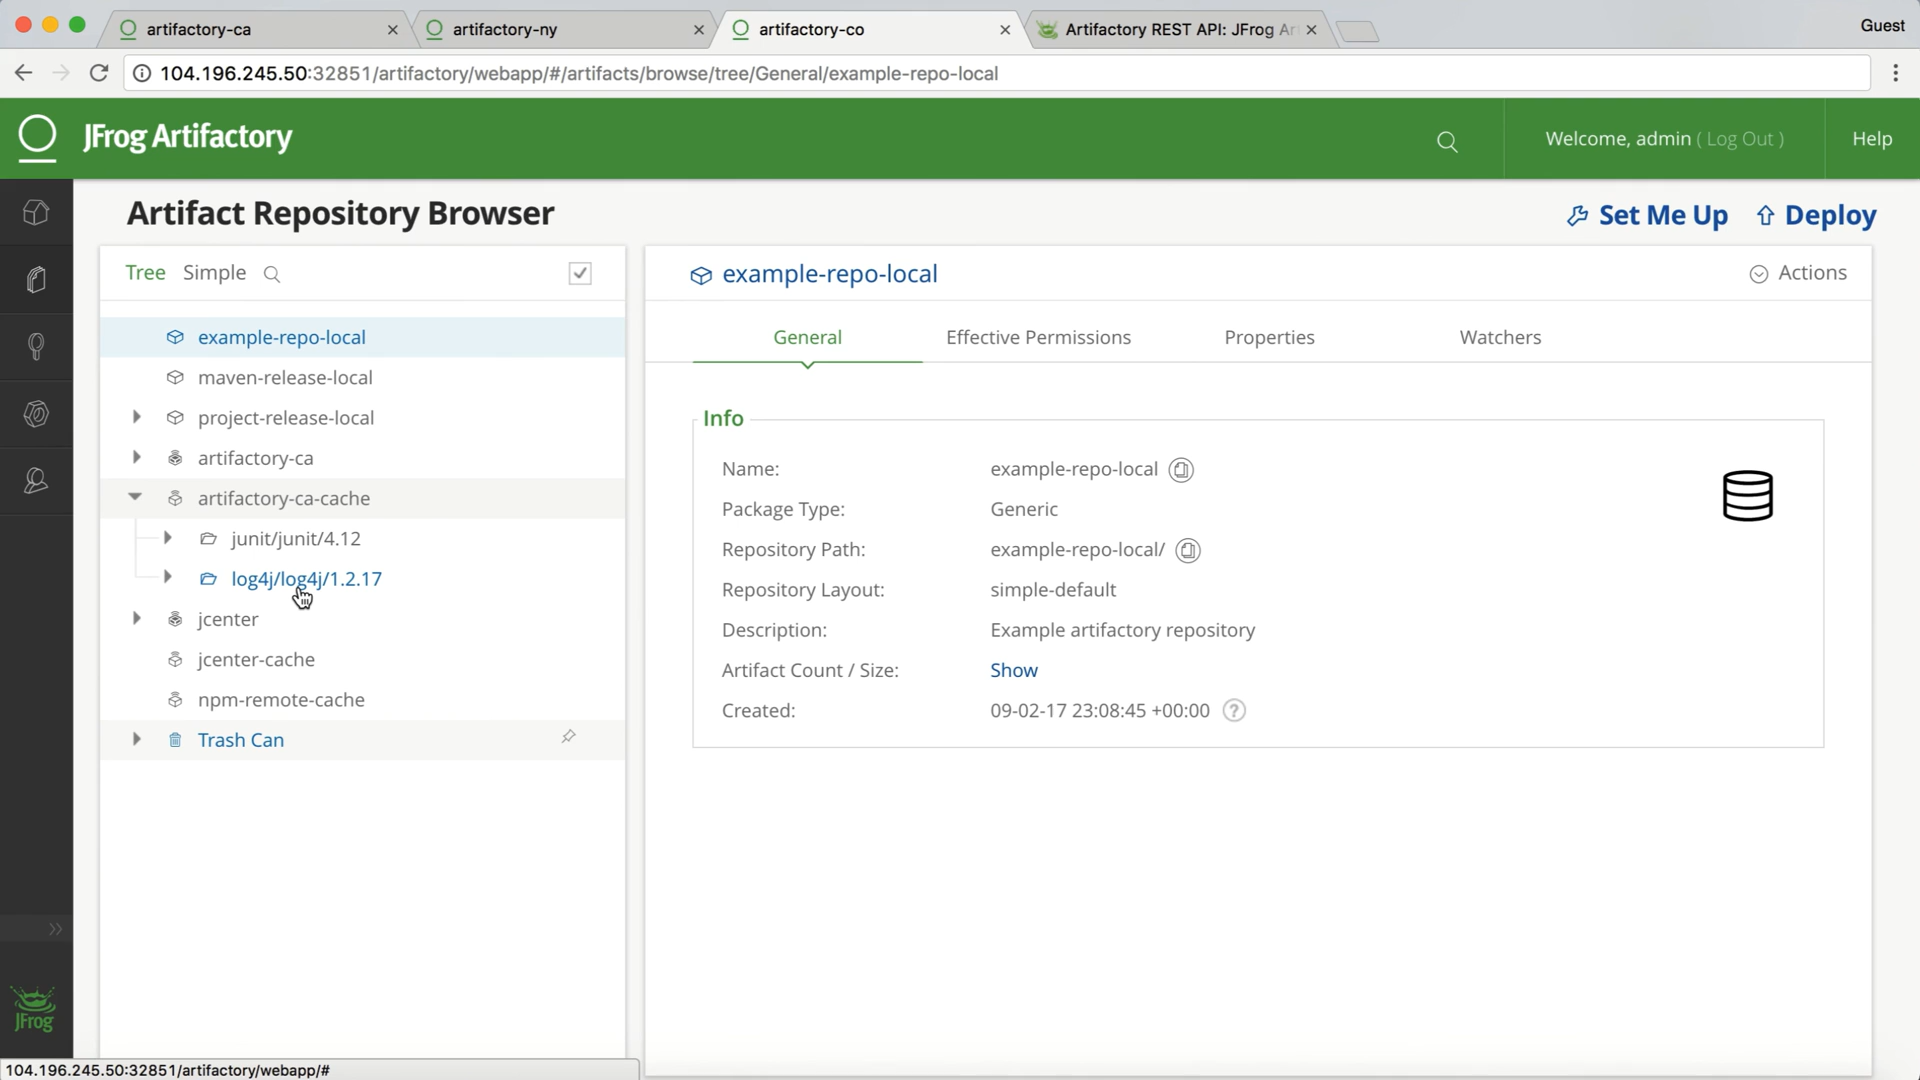 artifactory-ca
artifactory-ny
artifactory-co
Artifactory REST API: JFrog Ar
Guest
104.196.245.50:32851/artifactory/webapp/#/artifacts/browse/tree/General/example-repo-local
JFrog Artifactory
Welcome, admin ( Log Out )
Help
Artifact Repository Browser
Set Me Up
Deploy
Tree
Simple
example-repo-local
maven-release-local
project-release-local
artifactory-ca
artifactory-ca-cache
junit/junit/4.12
log4j/log4j/1.2.17
jcenter
jcenter-cache
npm-remote-cache
Trash Can
example-repo-local
Actions
General
Effective Permissions
Properties
Watchers
Info
Name: example-repo-local
Package Type: Generic
Repository Path: example-repo-local/
Repository Layout: simple-default
Description: Example artifactory repository
Artifact Count / Size: Show
Created: 09-02-17 23:08:45 +00:00 ?
JFrog
104.196.245.50:32851/artifactory/webapp/#